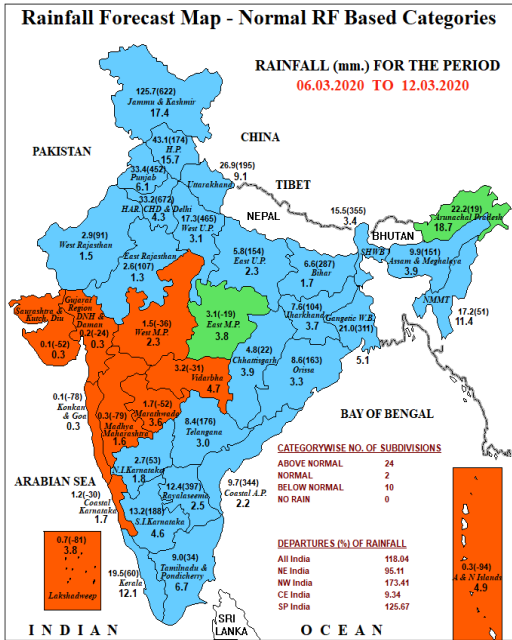 Rainfall Forecast Map - Normal RF Based Categories
RAINFALL (mm.) FOR THE PERIOD
06.03.2020 TO 12.03.2020
125.7(622)
Jammu & Kashmir
17.4
CHINA
43.1(174)
H.P.
15.7
PAKISTAN
33.4(452)
Punjab
6.1
26.9(195)
9.1
Uttarakhand
TIBET
33.2(672)
HAR. CHD & Delhi
4.3
17.3(465)
West U.P.
3.1
NEPAL
15.5(355)
3.4
SHWB
BHUTAN
22.2(19)
Arunachal Pradesh
18.7
2.9(91)
West Rajasthan
1.5
East Rajasthan
2.6(107)
1.3
5.8(154)
East U.P.
2.3
6.6(287)
Bihar
1.7
9.9(151)
Assam & Meghalaya
3.9
NMMT
17.2(51)
11.4
Saurashtra &
Kutch, Diu
0.1(-52)
0.3
Gujarat
Region
DNH &
Daman
0.2(-24)
0.3
1.5(-36)
West M.P.
2.3
3.1(-19)
East M.P.
3.8
7.6(104)
Jharkhand
3.7
Gangetic W.B.
21.0(311)
5.1
4.8(22)
Chhattisgarh
3.9
8.6(163)
Orissa
3.3
3.2(-31)
Vidarbha
4.7
0.1(-78)
Konkan
& Goa
0.3
0.3(-79)
Madhya
Maharashtra
1.6
1.7(-52)
Marathwada
3.6
8.4(176)
Telangana
3.0
BAY OF BENGAL
2.7(53)
N.I.Karnataka
1.8
ARABIAN SEA
1.2(-30)
Coastal
Karnataka
1.7
12.4(397)
Rayalaseema
2.5
9.7(344)
Coastal A.P.
2.2
13.2(188)
S.I.Karnataka
4.6
CATEGORYWISE NO. OF SUBDIVISIONS
ABOVE NORMAL 24
NORMAL 2
BELOW NORMAL 10
NO RAIN 0
DEPARTURES (%) OF RAINFALL
All India 118.04
NE India 95.11
NW India 173.41
CE India 9.34
SP India 125.67
0.7(-81)
3.8
Lakshadweep
19.5(60)
Kerala
12.1
9.0(34)
Tamilnadu &
Pondicherry
6.7
0.3(-94)
A & N Islands
4.9
SRI
LANKA
INDIAN OCEAN